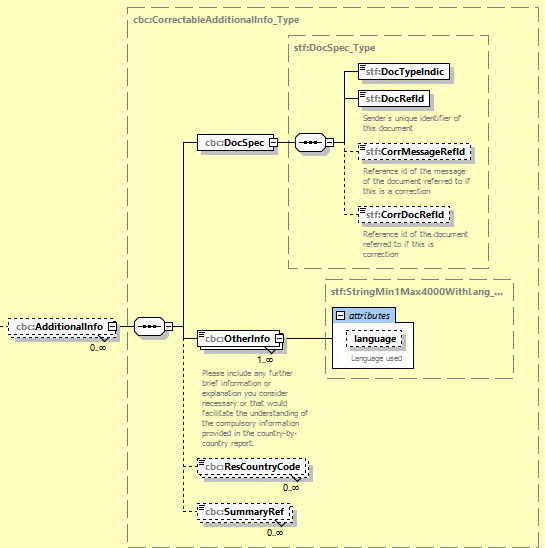 cbc:CorrectableAdditionalInfo_Type
stf:DocSpec_Type
stf:DocTypeIndic
stf:DocRefId
Sender's unique identifier of
this document
cbc:DocSpec
stf:CorrMessageRefId
Reference id of the message
of the document referred to if
this is a correction
stf:CorrDocRefId
Reference id of the document
referred to if this is
correction
stf:StringMin1Max4000WithLang_...
attributes
cbc:AdditionalInfo
0..∞
cbc:OtherInfo
1..∞
language
Language used
Please include any further
brief information or
explanation you consider
necessary or that would
facilitate the understanding of
the compulsory information
provided in the country-by-
country report.
cbc:ResCountryCode
0..∞
cbc:SummaryRef
0..∞